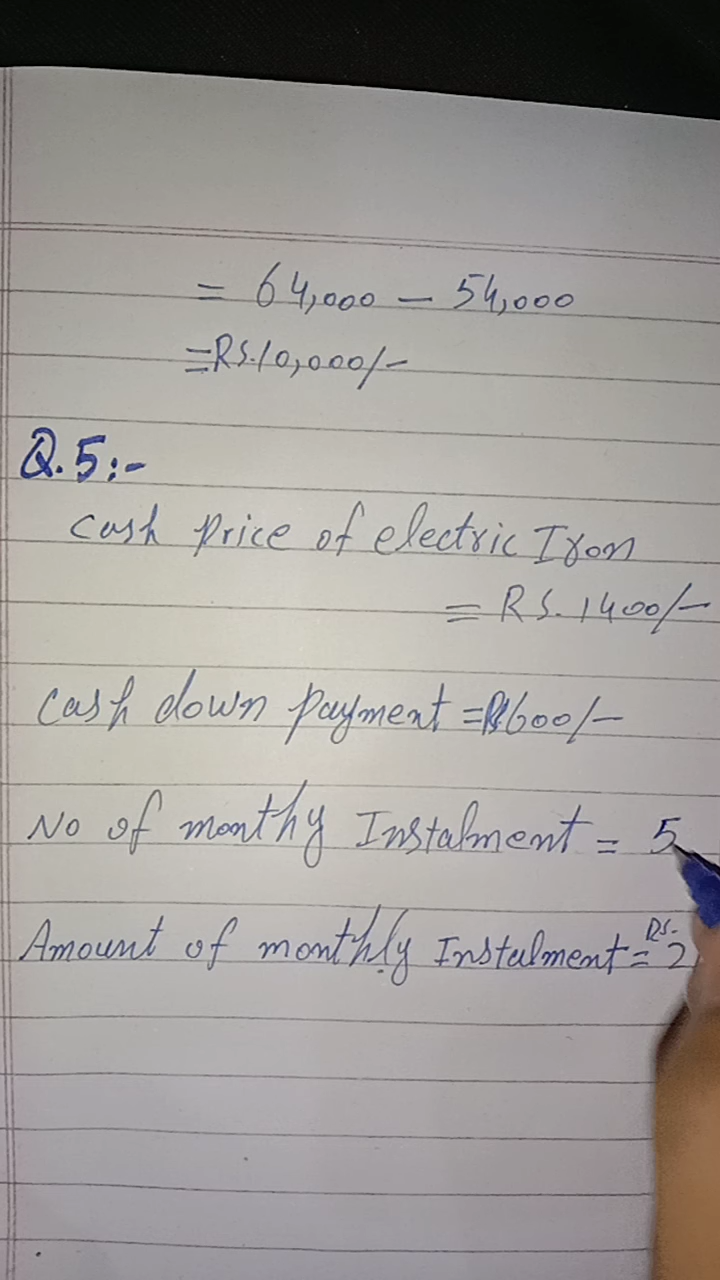 = 64,000 - 54,000
=RS.10,000/-
Q.5:-
Cash Price of electric Iron
= RS. 1400/-
Cash down Payment =RS600/-
No of monthy Instalment = 5
Amount of monthly Instalment = Rs. 2